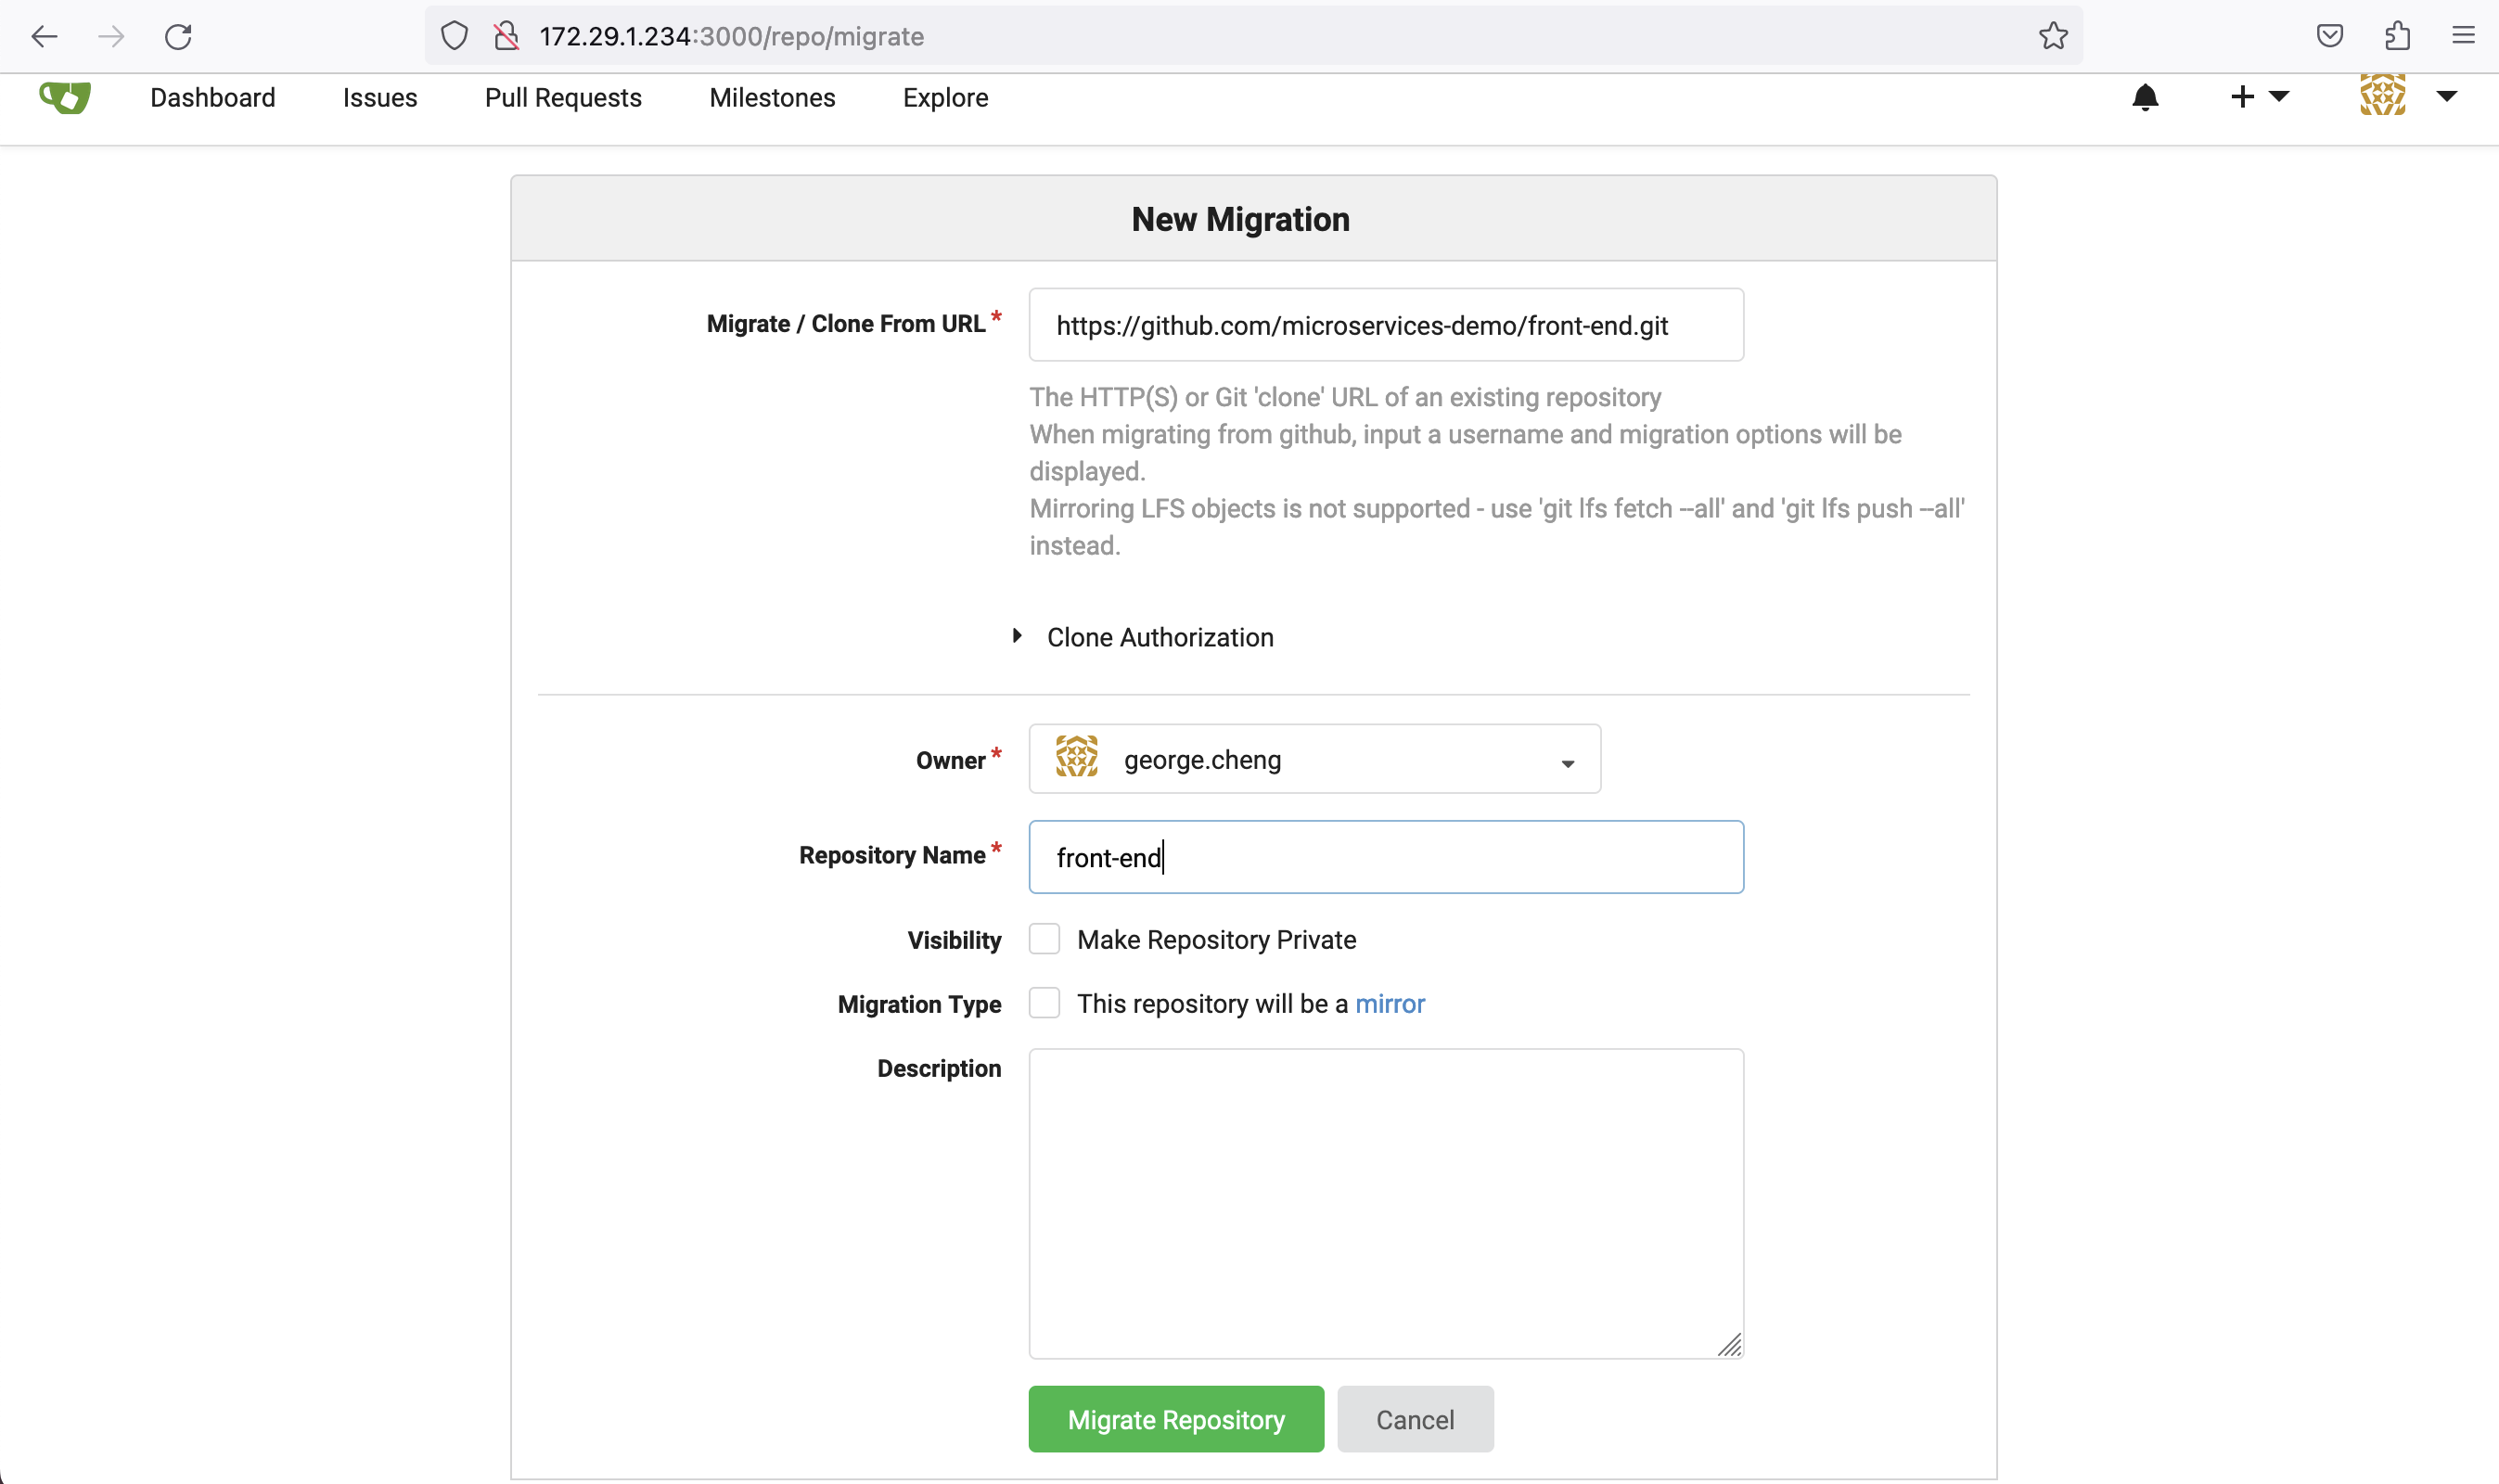 172.29.1.234:3000/repo/migrate
Dashboard Issues Pull Requests Milestones Explore
New Migration
Migrate / Clone From URL * https://github.com/microservices-demo/front-end.git
The HTTP(S) or Git 'clone' URL of an existing repository
When migrating from github, input a username and migration options will be
displayed.
Mirroring LFS objects is not supported - use 'git lfs fetch --all' and 'git lfs push --all'
instead.
Clone Authorization
Owner * george.cheng
Repository Name * front-end
Visibility Make Repository Private
Migration Type This repository will be a mirror
Description
Migrate Repository Cancel